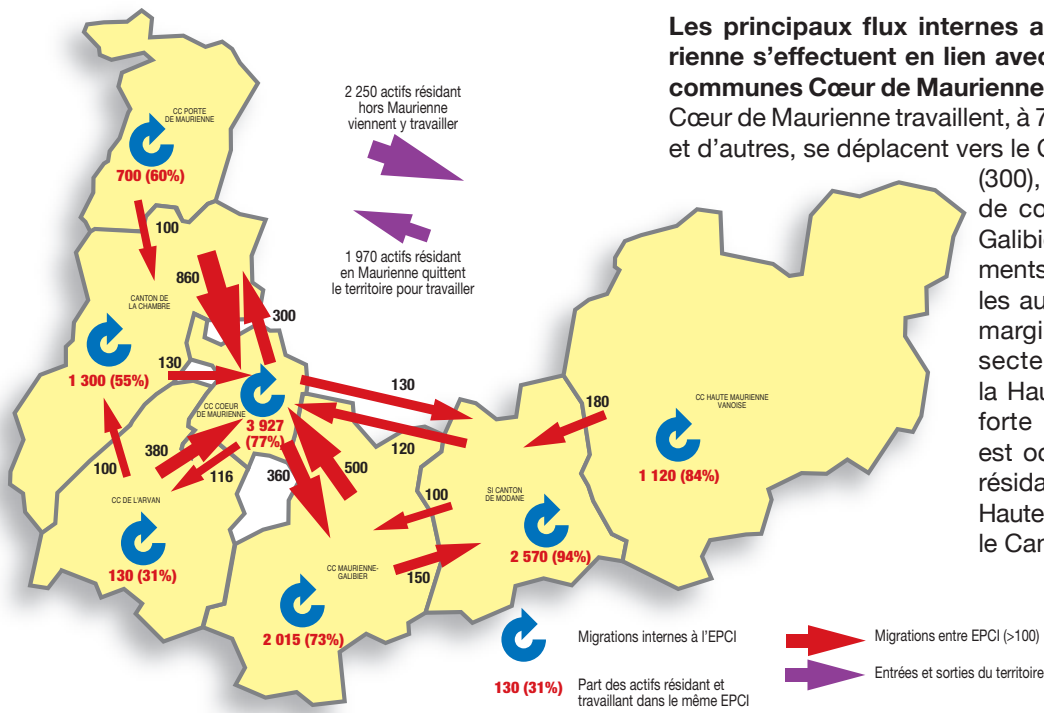 Les principaux flux internes a
rienne s'effectuent en lien avec
communes Cœur de Maurienne
Cœur de Maurienne travaillent, à 7
et d'autres, se déplacent vers le C
(300),
de co
Galibie
ments
les au
margi
secte
la Hau
forte
est oc
résida
Haute
le Can
2 250 actifs résidant
hors Maurienne
viennent y travailler
1 970 actifs résidant
en Maurienne quittent
le territoire pour travailler
CC PORTE
DE MAURIENNE
700 (60%)
100
860
300
CANTON DE
LA CHAMBRE
1 300 (55%)
130
CC COEUR
DE MAURIENNE
3 927
(77%)
130
120
180
CC HAUTE MAURIENNE
VANOISE
1 120 (84%)
100
380
116
360
500
CC DE L'ARVAN
130 (31%)
100
150
SI CANTON
DE MODANE
2 570 (94%)
CC MAURIENNE-
GALIBIER
2 015 (73%)
Migrations internes à l'EPCI
130 (31%)
Part des actifs résidant et
travaillant dans le même EPCI
Migrations entre EPCI (>100)
Entrées et sorties du territoire